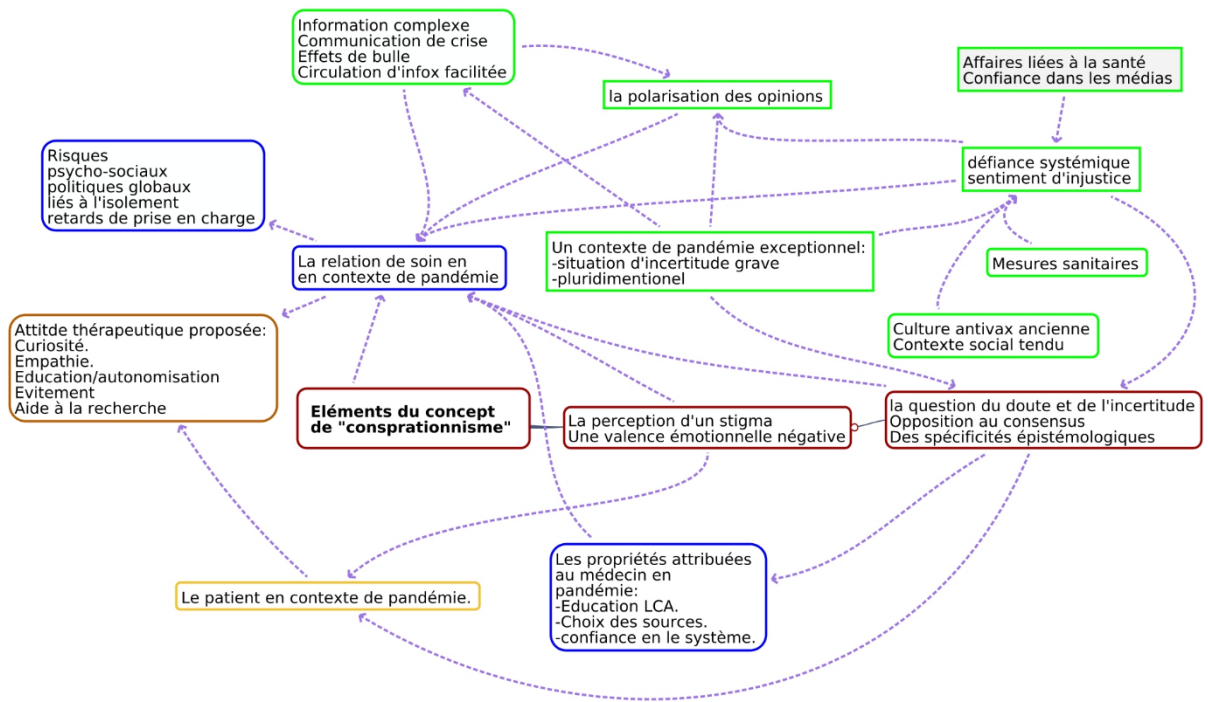 Information complexe
Communication de crise
Effets de bulle
Circulation d'infox facilitée
Affaires liées à la santé
Confiance dans les médias
la polarisation des opinions
Risques
psycho-sociaux
politiques globaux
liés à l'isolement
retards de prise en charge
défiance systémique
sentiment d'injustice
La relation de soin en
en contexte de pandémie
Un contexte de pandémie exceptionnel:
-situation d'incertitude grave
-pluridimentionel
Mesures sanitaires
Attitde thérapeutique proposée:
Curiosité.
Empathie.
Education/autonomisation
Evitement
Aide à la recherche
Culture antivax ancienne
Contexte social tendu
Eléments du concept
de "consprationnisme"
La perception d'un stigma
Une valence émotionnelle négative
la question du doute et de l'incertitude
Opposition au consensus
Des spécificités épistémologiques
Les propriétés attribuées
au médecin en
pandémie:
-Education LCA.
-Choix des sources.
-confiance en le système.
Le patient en contexte de pandémie.